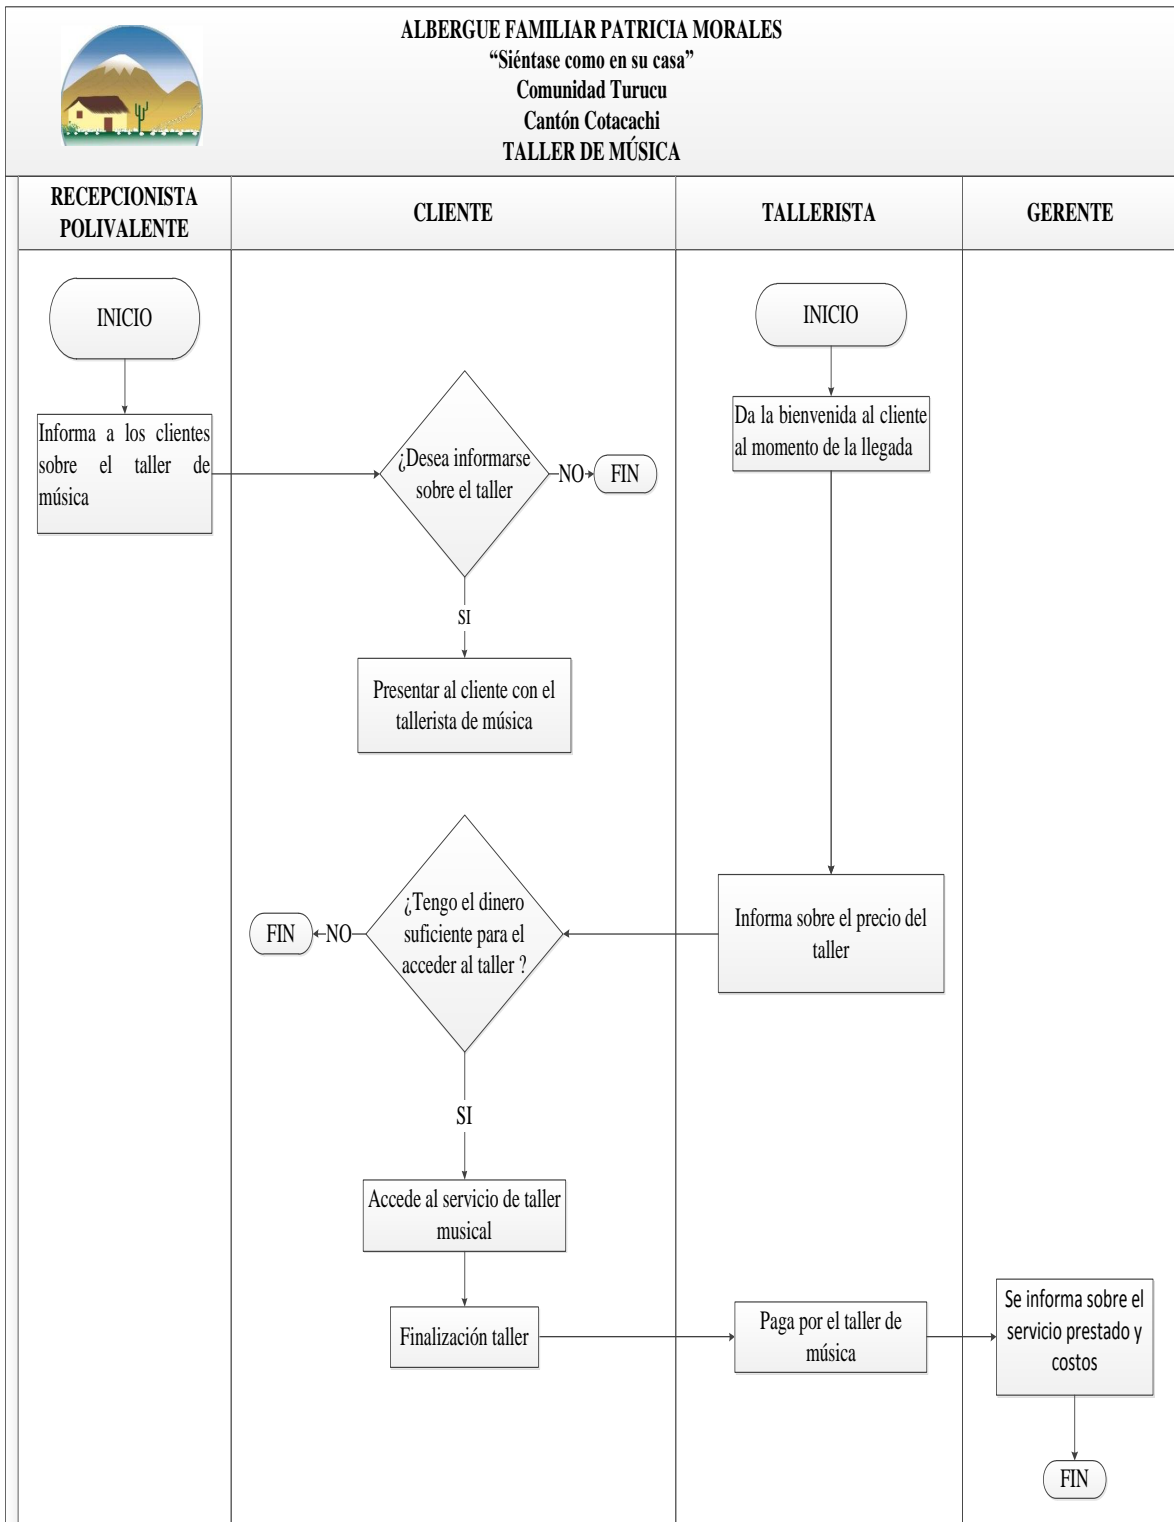 ALBERGUE FAMILIAR PATRICIA MORALES
“Siéntase como en su casa”
Comunidad Turucu
Cantón Cotacachi
TALLER DE MÚSICA
RECEPCIONISTA
POLIVALENTE
CLIENTE
TALLERISTA
GERENTE
INICIO
INICIO
Informa a los clientes
sobre el taller de
música
¿Desea informarse
sobre el taller
NO
FIN
Da la bienvenida al cliente
al momento de la llegada
SI
Presentar al cliente con el
tallerista de música
FIN
NO
¿Tengo el dinero
suficiente para el
acceder al taller ?
Informa sobre el precio del
taller
SI
Accede al servicio de taller
musical
Finalización taller
Paga por el taller de
música
Se informa sobre el
servicio prestado y
costos
FIN